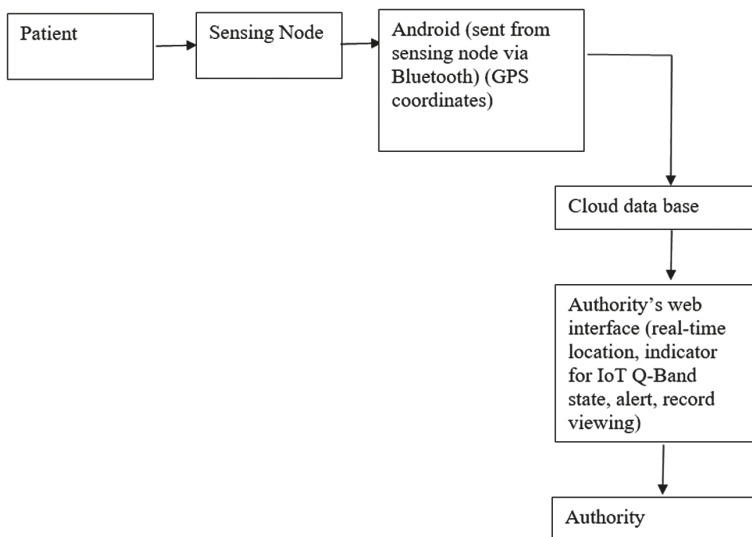 Patient
Sensing Node
Android (sent from
sensing node via
Bluetooth) (GPS
coordinates)
Cloud data base
Authority's web
interface (real-time
location, indicator
for IoT Q-Band
state, alert, record
viewing)
Authority